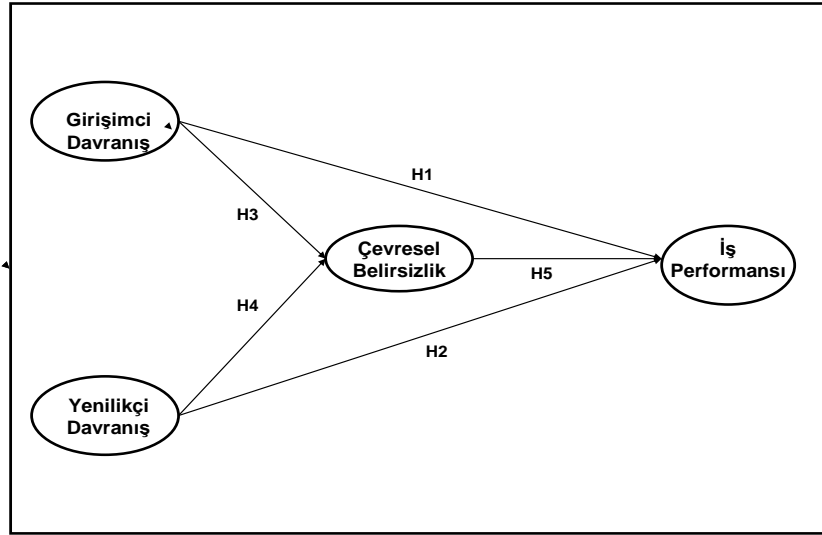 Girişimci
Davranış
H1
H3
Çevresel
Belirsizlik
H5
İş
Performansı
H4
H2
Yenilikçi
Davranış